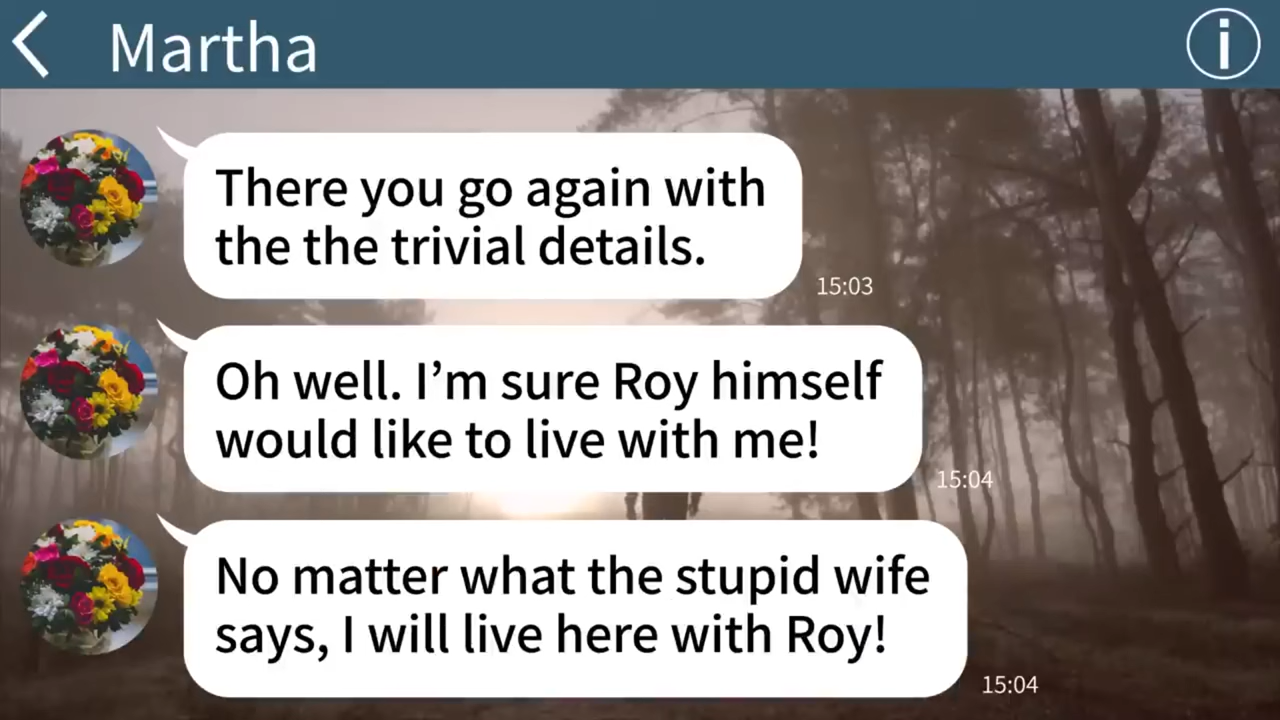 Martha
There you go again with
the the trivial details.
15:03
Oh well. I’m sure Roy himself
would like to live with me!
15:04
No matter what the stupid wife
says, I will live here with Roy!
15:04